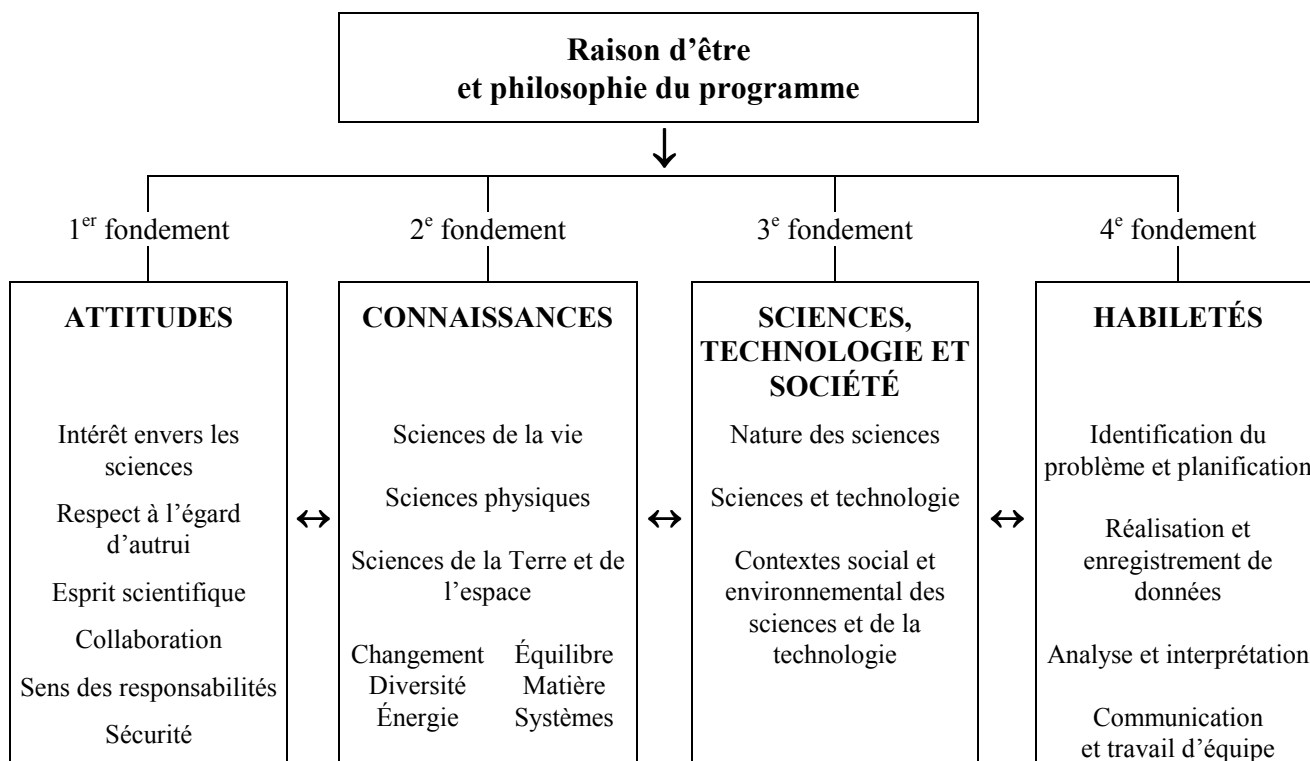 Raison d’être
et philosophie du programme
1er fondement
2e fondement
3e fondement
4e fondement
ATTITUDES
Intérêt envers les
sciences
Respect à l’égard
d’autrui
Esprit scientifique
Collaboration
Sens des responsabilités
Sécurité
CONNAISSANCES
Sciences de la vie
Sciences physiques
Sciences de la Terre et de
l’espace
Changement Équilibre
Diversité Matière
Énergie Systèmes
SCIENCES,
TECHNOLOGIE ET
SOCIÉTÉ
Nature des sciences
Sciences et technologie
Contextes social et
environnemental des
sciences et de la
technologie
HABILETÉS
Identification du
problème et planification
Réalisation et
enregistrement de
données
Analyse et interprétation
Communication
et travail d’équipe